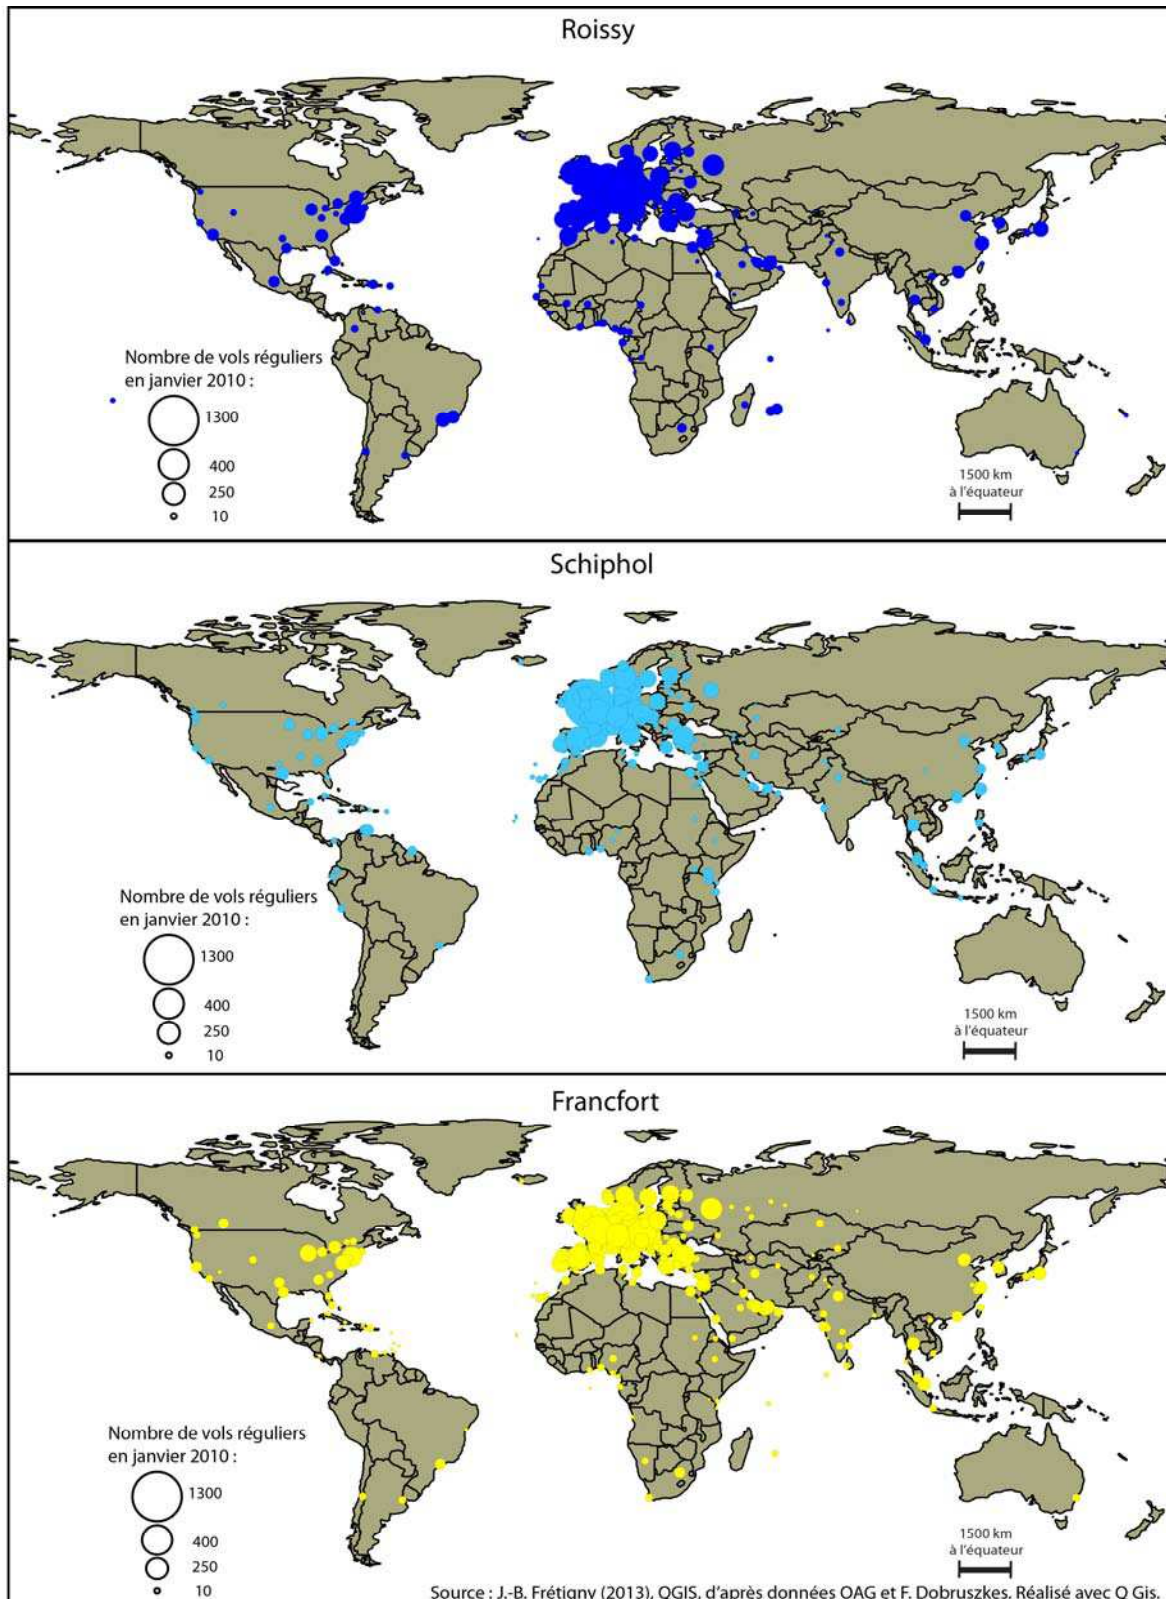 Roissy
Nombre de vols réguliers
en janvier 2010 :
1300
400
250
10
1500 km
à l'équateur
Schiphol
Nombre de vols réguliers
en janvier 2010 :
1300
400
250
10
1500 km
à l'équateur
Francfort
Nombre de vols réguliers
en janvier 2010 :
1300
400
250
10
1500 km
à l'équateur
Source : J.-B. Frétigny (2013), QGIS, d'après données OAG et F. Dobruszkes. Réalisé avec Q Gis.